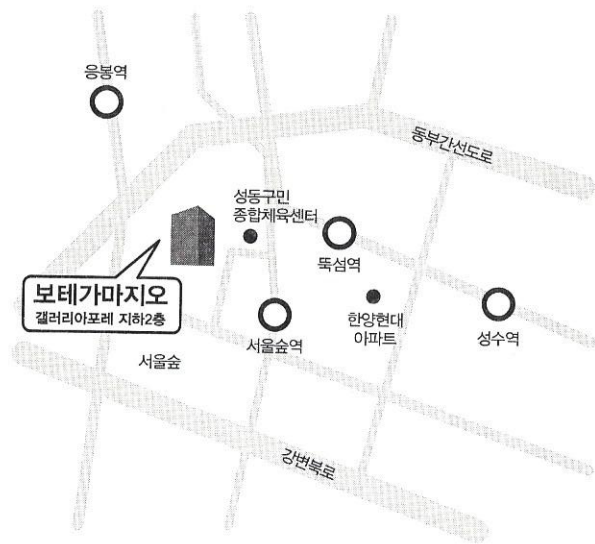 응봉역
동부간선도로
성동구민
종합체육센터
뚝섬역
보테가마지오
갤러리아포레 지하2층
한양현대
아파트
성수역
서울숲역
서울숲
강변북로